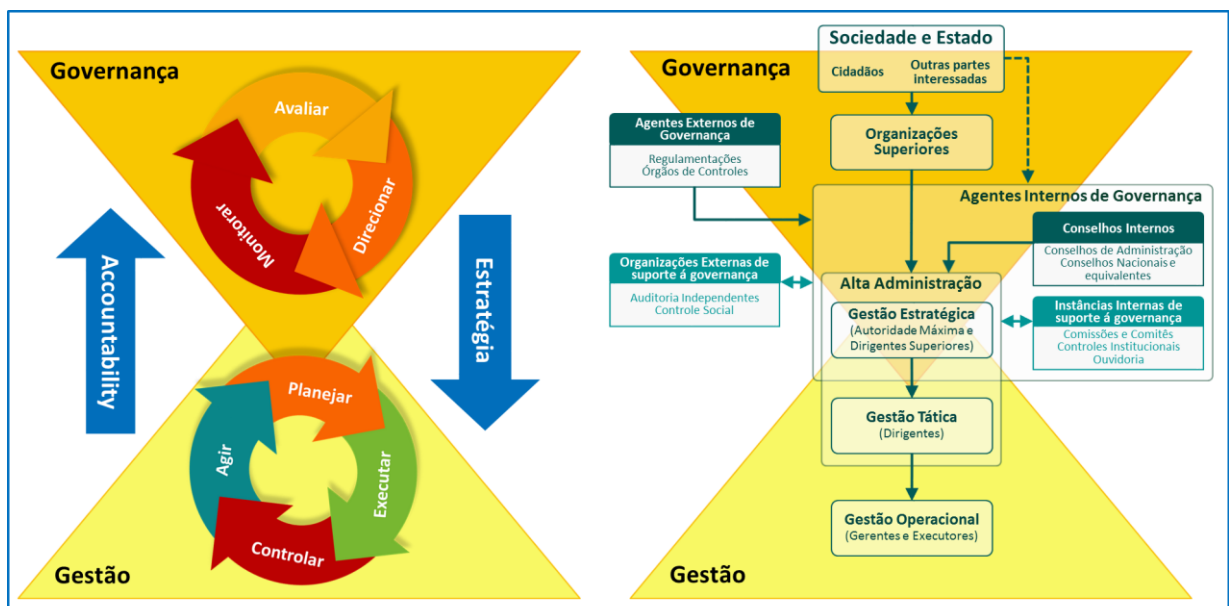 Governança
Avaliar
Direcionar
Monitorar
Accountability
Estratégia
Planejar
Executar
Controlar
Agir
Gestão
Governança
Sociedade e Estado
Cidadãos
Outras partes
interessadas
Agentes Externos de
Governança
Regulamentações
Órgãos de Controles
Organizações
Superiores
Agentes Internos de Governança
Conselhos Internos
Conselhos de Administração
Conselhos Nacionais e
equivalentes
Organizações Externas de
suporte á governança
Auditoria Independentes
Controle Social
Alta Administração
Gestão Estratégica
(Autoridade Máxima e
Dirigentes Superiores)
Instâncias Internas de
suporte á governança
Comissões e Comitês
Controles Institucionais
Ouvidoria
Gestão Tática
(Dirigentes)
Gestão Operacional
(Gerentes e Executores)
Gestão